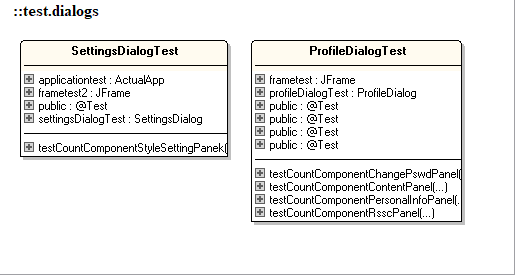 ::test.dialogs
SettingsDialogTest
applicationtest : ActualApp
frametest2 : JFrame
public : @Test
settingsDialogTest : SettingsDialog
testCountComponentStyleSettingPanek(
ProfileDialogTest
frametest : JFrame
profileDialogTest : ProfileDialog
public : @Test
public : @Test
public : @Test
public : @Test
testCountComponentChangePswdPanel(
testCountComponentContentPanel(...)
testCountComponentPersonalInfoPanel(..
testCountComponentRsscPanel(...)